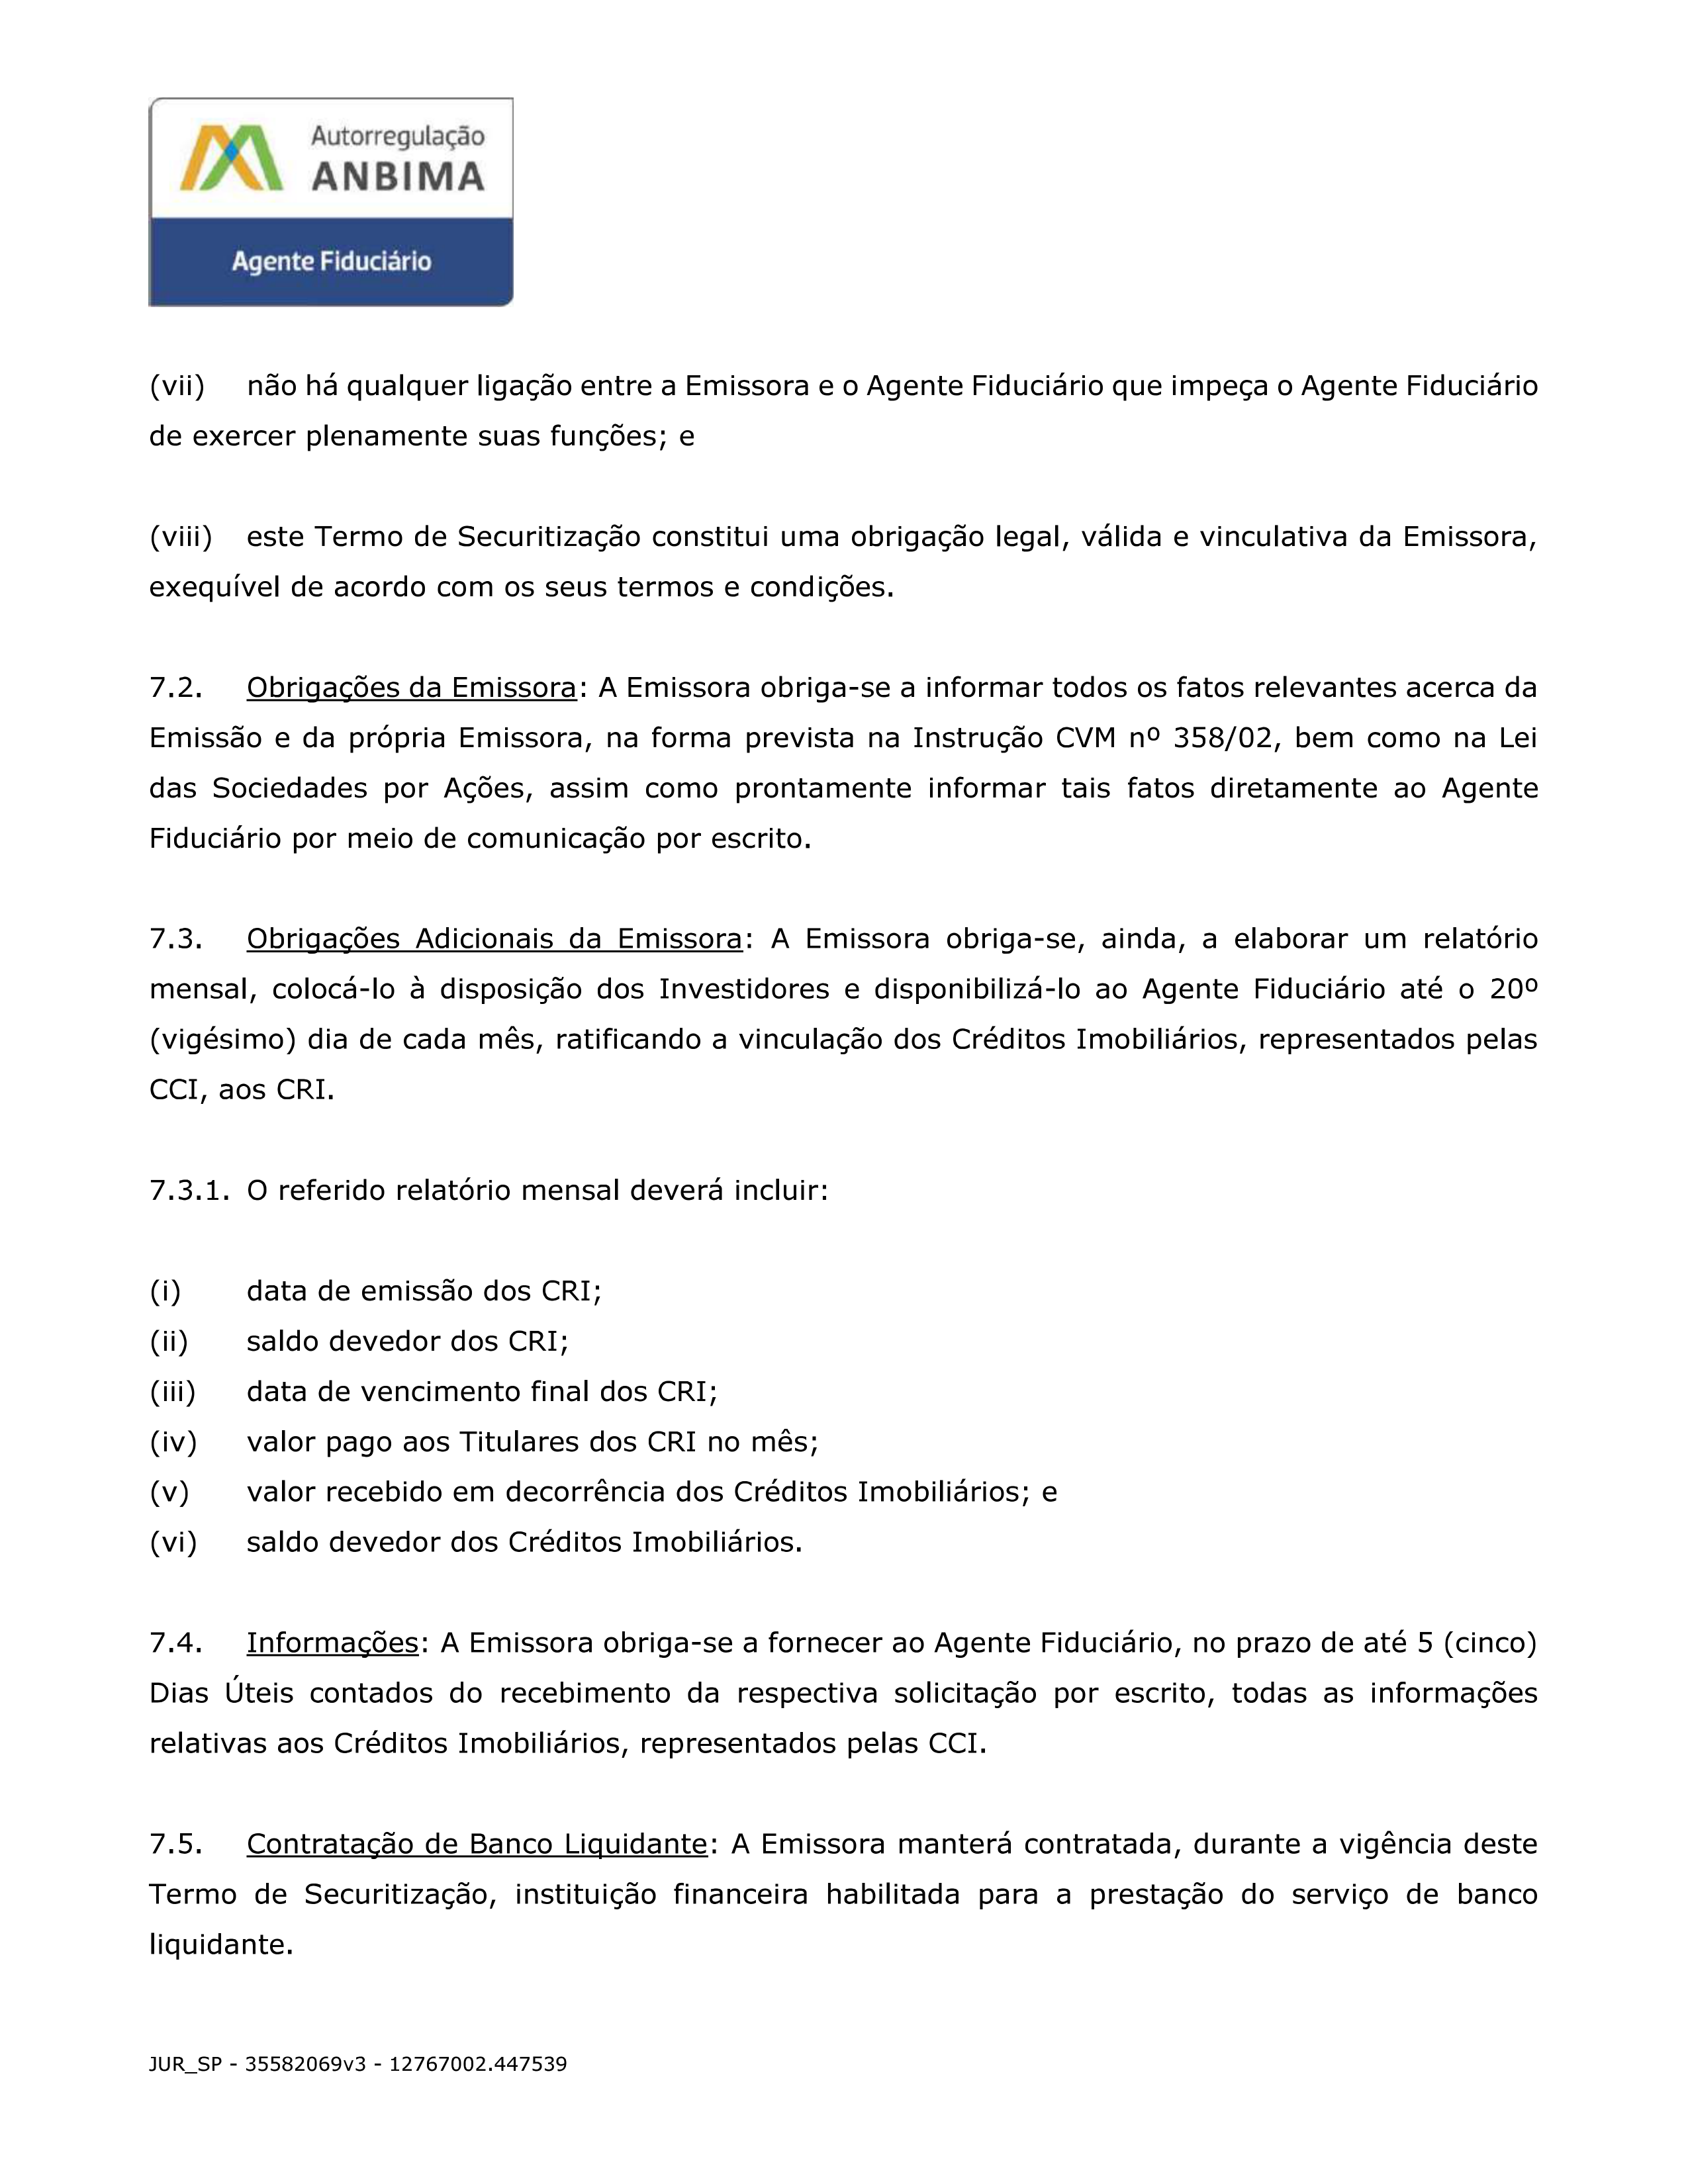 Autorregulação
ANBIMA
Agente Fiduciário
(vii) não há qualquer ligação entre a Emissora e o Agente Fiduciário que impeça o Agente Fiduciário
de exercer plenamente suas funções; e
(viii) este Termo de Securitização constitui uma obrigação legal, válida e vinculativa da Emissora,
exequível de acordo com os seus termos e condições.
7.2. Obrigações da Emissora: A Emissora obriga-se a informar todos os fatos relevantes acerca da
Emissão e da própria Emissora, na forma prevista na Instrução CVM nº 358/02, bem como na Lei
das Sociedades por Ações, assim como prontamente informar tais fatos diretamente ao Agente
Fiduciário por meio de comunicação por escrito.
7.3. Obrigações Adicionais da Emissora: A Emissora obriga-se, ainda, a elaborar um relatório
mensal, colocá-lo à disposição dos Investidores e disponibilizá-lo ao Agente Fiduciário até o 20º
(vigésimo) dia de cada mês, ratificando a vinculação dos Créditos Imobiliários, representados pelas
CCI, aos CRI.
7.3.1. O referido relatório mensal deverá incluir:
(i) data de emissão dos CRI;
(ii) saldo devedor dos CRI;
(iii) data de vencimento final dos CRI;
(iv) valor pago aos Titulares dos CRI no mês;
(v) valor recebido em decorrência dos Créditos Imobiliários; e
(vi) saldo devedor dos Créditos Imobiliários.
7.4. Informações: A Emissora obriga-se a fornecer ao Agente Fiduciário, no prazo de até 5 (cinco)
Dias Úteis contados do recebimento da respectiva solicitação por escrito, todas as informações
relativas aos Créditos Imobiliários, representados pelas CCI.
7.5. Contratação de Banco Liquidante: A Emissora manterá contratada, durante a vigência deste
Termo de Securitização, instituição financeira habilitada para a prestação do serviço de banco
liquidante.
JUR_SP - 35582069v3 - 12767002.447539